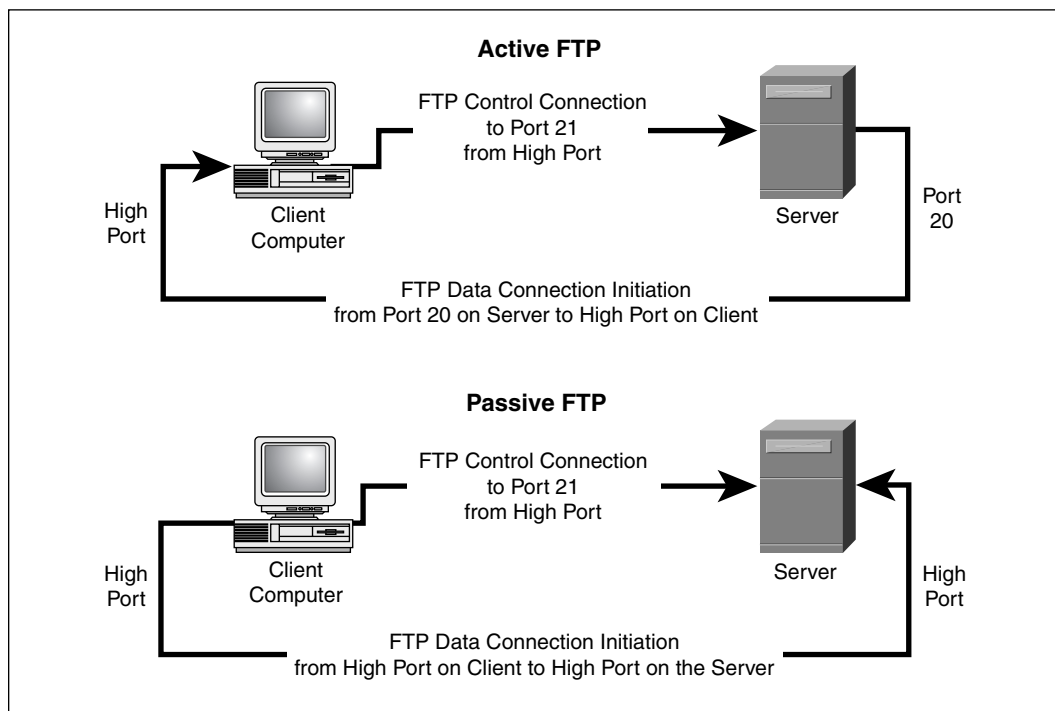 Active FTP
FTP Control Connection
to Port 21
from High Port
High
Port
Client
Computer
Server
Port
20
FTP Data Connection Initiation
from Port 20 on Server to High Port on Client
Passive FTP
FTP Control Connection
to Port 21
from High Port
High
Port
Client
Computer
Server
High
Port
FTP Data Connection Initiation
from High Port on Client to High Port on the Server